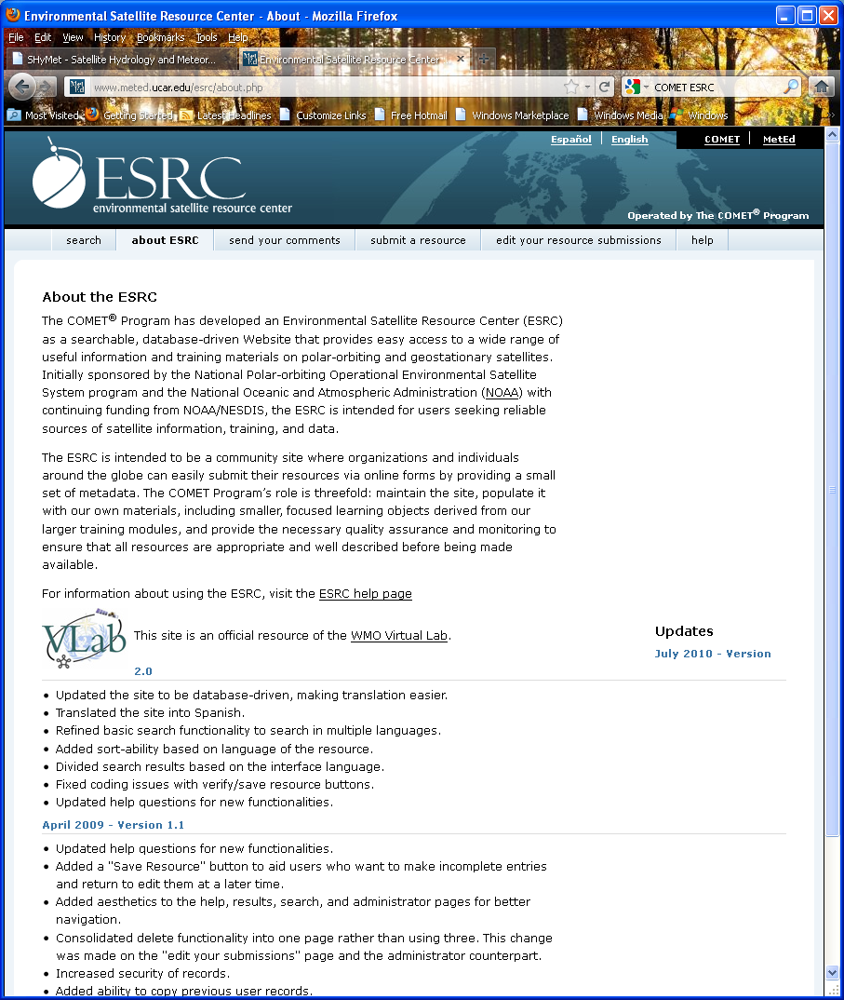 Environmental Satellite Resource Center - About - Mozilla Firefox
File Edit View History Bookmarks Tools Help
SHyMet - Satellite Hydrology and Meteor...
Environmental Satellite Resource Center
www.meted.ucar.edu/esrc/about.php
COMET ESRC
Most Visited Getting Started Latest Headlines Customize Links Free Hotmail Windows Marketplace Windows Media Windows
Español English COMET MetEd
ESRC
environmental satellite resource center
Operated by The COMET® Program
search about ESRC send your comments submit a resource edit your resource submissions help
About the ESRC
The COMET® Program has developed an Environmental Satellite Resource Center (ESRC)
as a searchable, database-driven Website that provides easy access to a wide range of
useful information and training materials on polar-orbiting and geostationary satellites.
Initially sponsored by the National Polar-orbiting Operational Environmental Satellite
System program and the National Oceanic and Atmospheric Administration (NOAA) with
continuing funding from NOAA/NESDIS, the ESRC is intended for users seeking reliable
sources of satellite information, training, and data.
The ESRC is intended to be a community site where organizations and individuals
around the globe can easily submit their resources via online forms by providing a small
set of metadata. The COMET Program's role is threefold: maintain the site, populate it
with our own materials, including smaller, focused learning objects derived from our
larger training modules, and provide the necessary quality assurance and monitoring to
ensure that all resources are appropriate and well described before being made
available.
For information about using the ESRC, visit the ESRC help page
VLab
This site is an official resource of the WMO Virtual Lab.
Updates
July 2010 - Version
2.0
• Updated the site to be database-driven, making translation easier.
• Translated the site into Spanish.
• Refined basic search functionality to search in multiple languages.
• Added sort-ability based on language of the resource.
• Divided search results based on the interface language.
• Fixed coding issues with verify/save resource buttons.
• Updated help questions for new functionalities.
April 2009 - Version 1.1
• Updated help questions for new functionalities.
• Added a "Save Resource" button to aid users who want to make incomplete entries
and return to edit them at a later time.
• Added aesthetics to the help, results, search, and administrator pages for better
navigation.
• Consolidated delete functionality into one page rather than using three. This change
was made on the "edit your submissions" page and the administrator counterpart.
• Increased security of records.
• Added ability to copy previous user records.